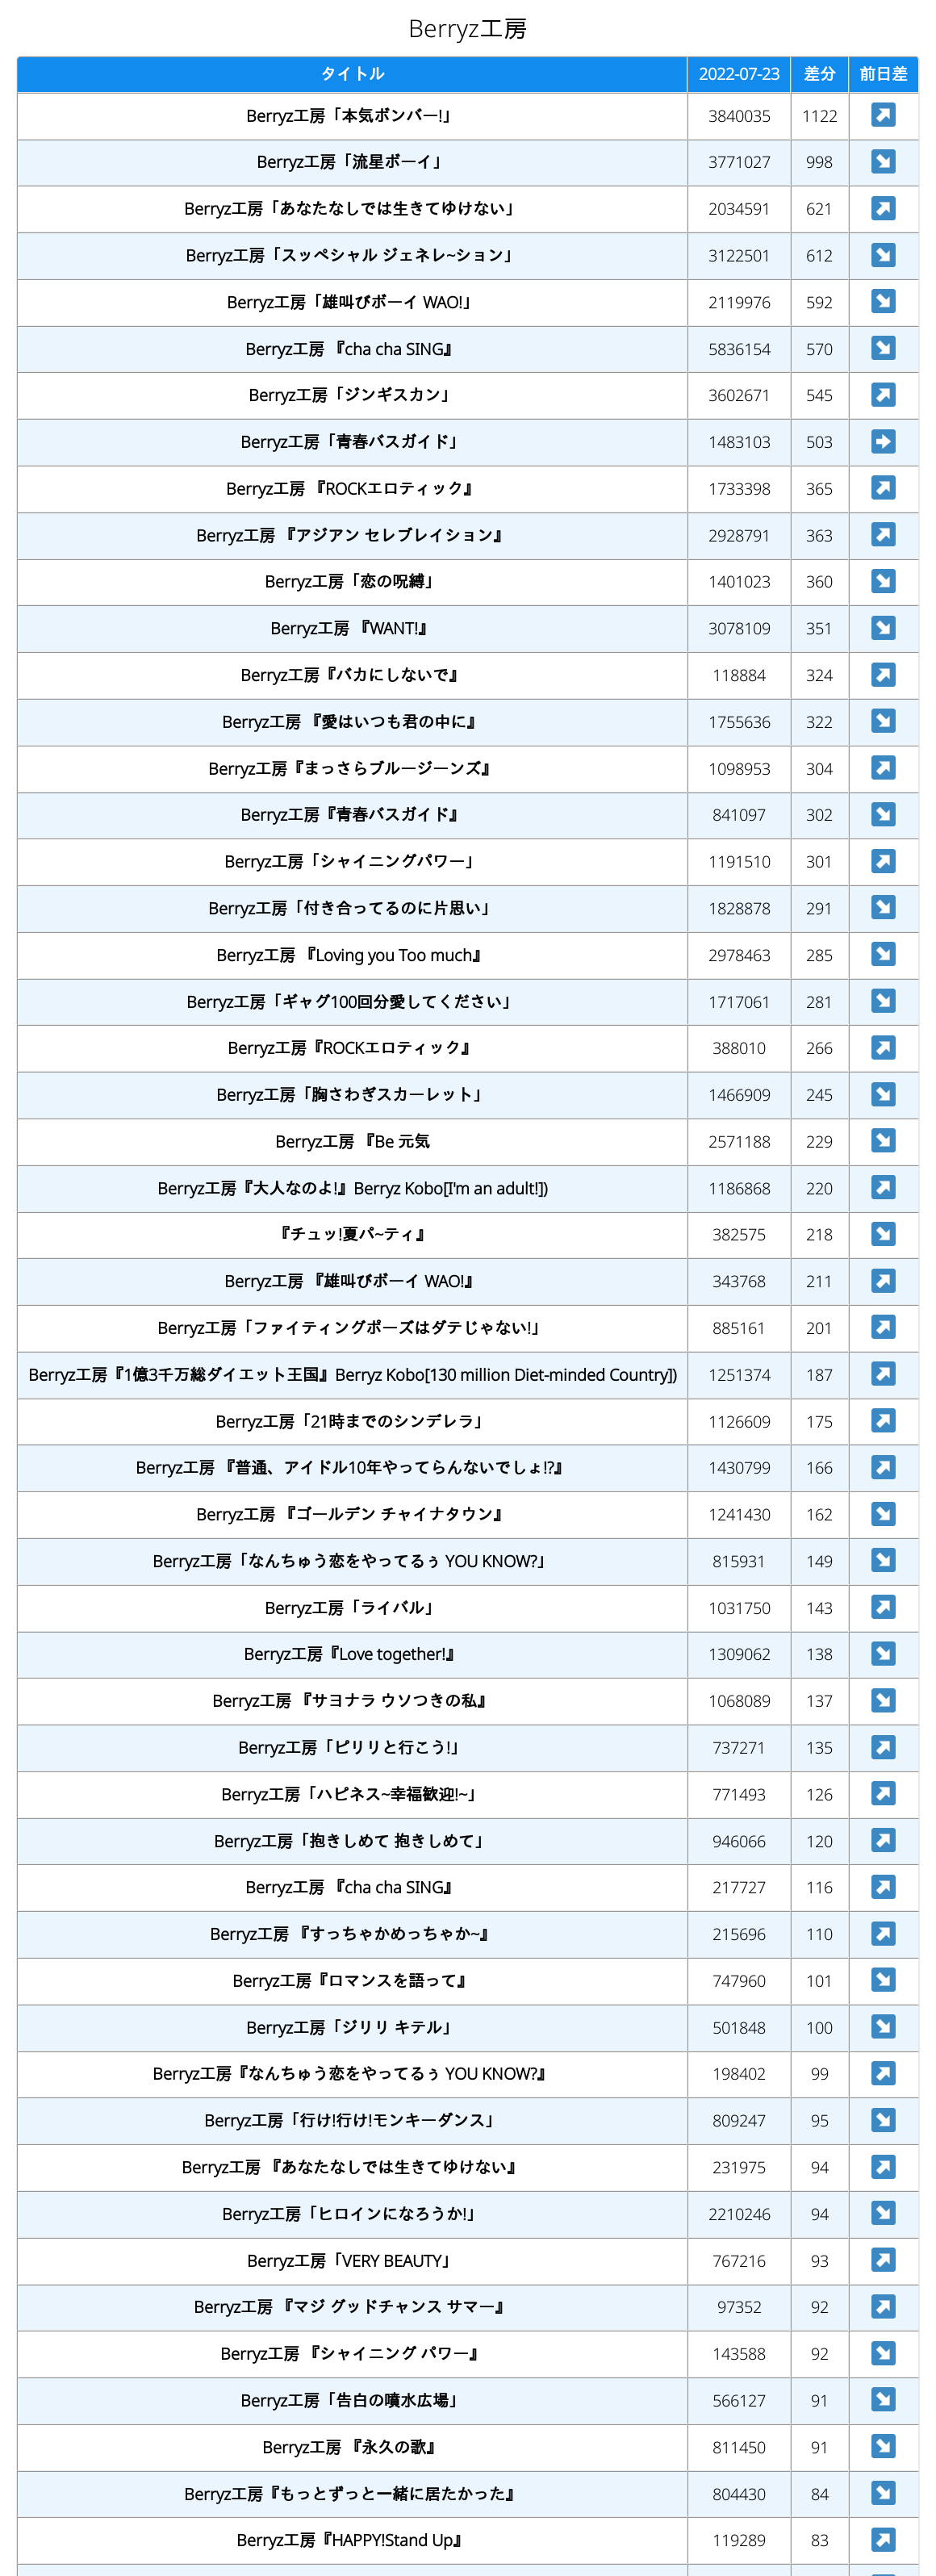 Berryz工房
タイトル 2022-07-23 差分 前日差
Berryz工房「本気ボンバー!」 3840035 1122 ↗
Berryz工房「流星ボーイ」 3771027 998 ↘
Berryz工房「あなたなしでは生きてゆけない」 2034591 621 ↗
Berryz工房「スッペシャル ジェネレ~ション」 3122501 612 ↘
Berryz工房「雄叫びボーイ WAO!」 2119976 592 ↘
Berryz工房 『cha cha SING』 5836154 570 ↘
Berryz工房「ジンギスカン」 3602671 545 ↗
Berryz工房「青春バスガイド」 1483103 503 ➡
Berryz工房 『ROCKエロティック』 1733398 365 ↗
Berryz工房 『アジアン セレブレイション』 2928791 363 ↗
Berryz工房「恋の呪縛」 1401023 360 ↘
Berryz工房 『WANT!』 3078109 351 ↘
Berryz工房『バカにしないで』 118884 324 ↗
Berryz工房 『愛はいつも君の中に』 1755636 322 ↘
Berryz工房『まっさらブルージーンズ』 1098953 304 ↗
Berryz工房『青春バスガイド』 841097 302 ↘
Berryz工房「シャイニングパワー」 1191510 301 ↗
Berryz工房「付き合ってるのに片思い」 1828878 291 ↘
Berryz工房 『Loving you Too much』 2978463 285 ↘
Berryz工房「ギャグ100回分愛してください」 1717061 281 ↘
Berryz工房『ROCKエロティック』 388010 266 ↗
Berryz工房「胸さわぎスカーレット」 1466909 245 ↘
Berryz工房 『Be 元気 2571188 229 ↘
Berryz工房『大人なのよ!』Berryz Kobo[I'm an adult!]) 1186868 220 ↗
『チュッ!夏パ~ティ』 382575 218 ↘
Berryz工房 『雄叫びボーイ WAO!』 343768 211 ↗
Berryz工房「ファイティングポーズはダテじゃない!」 885161 201 ↗
Berryz工房『1億3千万総ダイエット王国』Berryz Kobo[130 million Diet-minded Country]) 1251374 187 ↗
Berryz工房「21時までのシンデレラ」 1126609 175 ↗
Berryz工房 『普通、アイドル10年やってらんないでしょ!?』 1430799 166 ↗
Berryz工房 『ゴールデン チャイナタウン』 1241430 162 ↘
Berryz工房「なんちゅう恋をやってるぅ YOU KNOW?」 815931 149 ↘
Berryz工房「ライバル」 1031750 143 ↗
Berryz工房『Love together!』 1309062 138 ↘
Berryz工房 『サヨナラ ウソつきの私』 1068089 137 ↘
Berryz工房「ピリリと行こう!」 737271 135 ↗
Berryz工房「ハピネス~幸福歓迎!~」 771493 126 ↗
Berryz工房「抱きしめて 抱きしめて」 946066 120 ↗
Berryz工房 『cha cha SING』 217727 116 ↗
Berryz工房 『すっちゃかめっちゃか~』 215696 110 ↗
Berryz工房『ロマンスを語って』 747960 101 ↘
Berryz工房「ジリリ キテル」 501848 100 ↘
Berryz工房『なんちゅう恋をやってるぅ YOU KNOW?』 198402 99 ↗
Berryz工房「行け!行け!モンキーダンス」 809247 95 ↘
Berryz工房 『あなたなしでは生きてゆけない』 231975 94 ↗
Berryz工房「ヒロインになろうか!」 2210246 94 ↘
Berryz工房「VERY BEAUTY」 767216 93 ↗
Berryz工房 『マジ グッドチャンス サマー』 97352 92 ↗
Berryz工房 『シャイニング パワー』 143588 92 ↘
Berryz工房「告白の噴水広場」 566127 91 ↘
Berryz工房 『永久の歌』 811450 91 ↘
Berryz工房『もっとずっと一緒に居たかった』 804430 84 ↘
Berryz工房『HAPPY!Stand Up』 119289 83 ↗